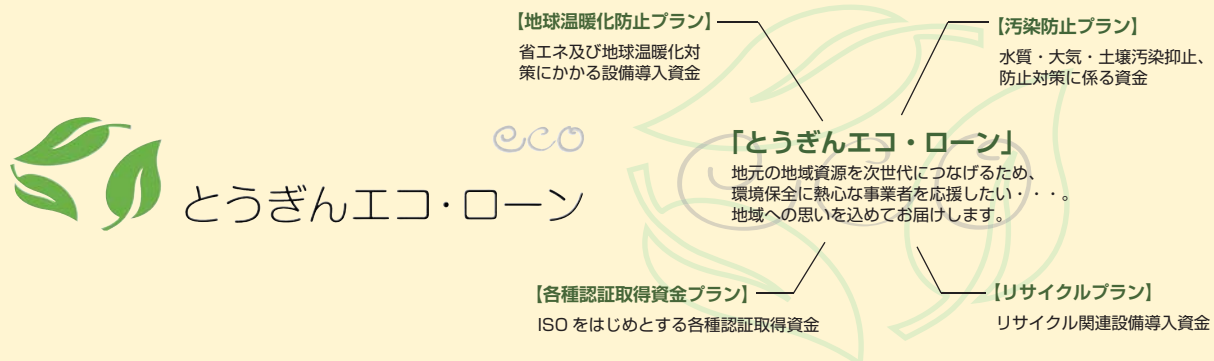 【地球温暖化防止プラン】
省エネ及び地球温暖化対
策にかかる設備導入資金
【汚染防止プラン】
水質・大気・土壌汚染抑止、
防止対策に係る資金
eco
とうぎんエコ・ローン
「とうぎんエコ・ローン」
地元の地域資源を次世代につなげるため、
環境保全に熱心な事業者を応援したい・・・。
地域への思いを込めてお届けします。
【各種認証取得資金プラン】
ISO をはじめとする各種認証取得資金
【リサイクルプラン】
リサイクル関連設備導入資金